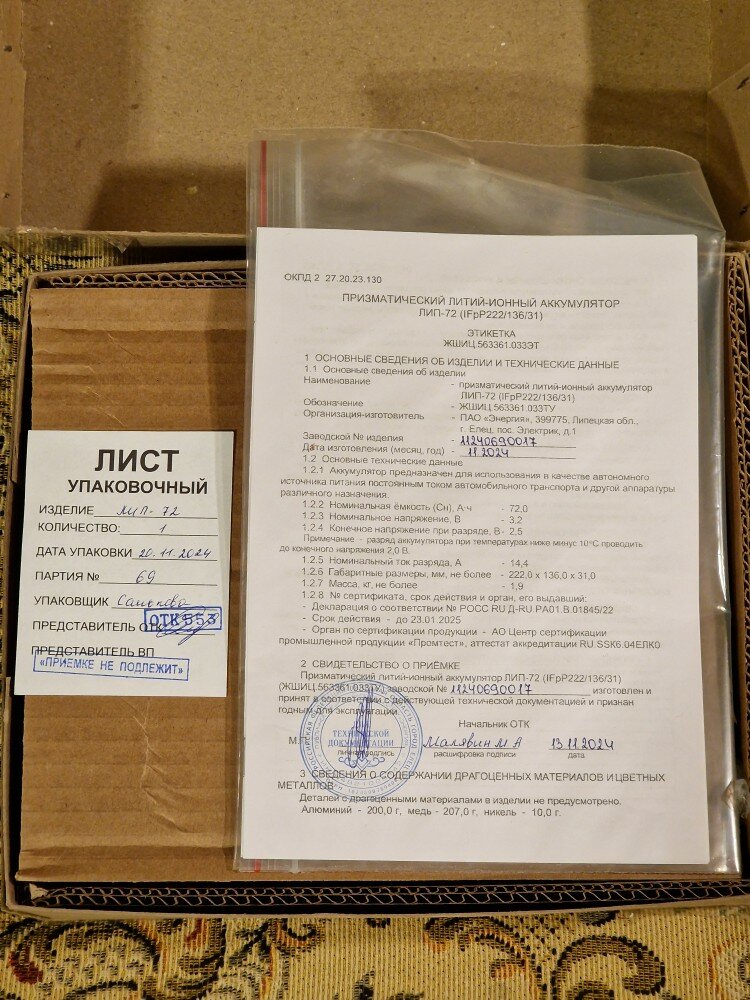 ОКПД 2 27.20.23.130
ПРИЗМАТИЧЕСКИЙ ЛИТИЙ-ИОННЫЙ АККУМУЛЯТОР
ЛИП-72 (IFpP222/136/31)
ЭТИКЕТКА
ЖШИЦ.563361.033ЭТ
1 ОСНОВНЫЕ СВЕДЕНИЯ ОБ ИЗДЕЛИИ И ТЕХНИЧЕСКИЕ ДАННЫЕ
1.1 Основные сведения об изделии
Наименование - призматический литий-ионный аккумулятор
ЛИП-72 (IFpP222/136/31)
Обозначение - ЖШИЦ.563361.033ТУ
Организация-изготовитель - ПАО «Энергия», 399775, Липецкая обл.,
г. Елец, пос. Электрик, д.1
Заводской № изделия - 11240690017
Дата изготовления (месяц, год) - 11.2024
1.2 Основные технические данные
1.2.1 Аккумулятор предназначен для использования в качестве автономного
источника питания постоянным током автомобильного транспорта и другой аппаратуры
различного назначения.
1.2.2 Номинальная ёмкость (Сн), А·ч - 72,0
1.2.3 Номинальное напряжение, В - 3,2
1.2.4 Конечное напряжение при разряде, В - 2,5
Примечание - разряд аккумулятора при температурах ниже минус 10°С проводить
до конечного напряжения 2,0 В.
1.2.5 Номинальный ток разряда, А - 14,4
1.2.6 Габаритные размеры, мм, не более - 222,0 х 136,0 х 31,0
1.2.7 Масса, кг, не более - 1,9
1.2.8 № сертификата, срок действия и орган, его выдавший:
- Декларация о соответствии № РОСС RU Д-RU.РА01.В.01845/22
- Срок действия - до 23.01.2025
- Орган по сертификации продукции - АО Центр сертификации
промышленной продукции «Промтест», аттестат аккредитации RU.SSK6.04ЕЛК0
2 СВИДЕТЕЛЬСТВО О ПРИЁМКЕ
Призматический литий-ионный аккумулятор ЛИП-72 (IFpP222/136/31)
(ЖШИЦ.563361.033ТУ) заводской № 11240690017 изготовлен и
принят в соответствии с действующей технической документацией и признан
годным для эксплуатации.
Начальник ОТК
М.П. Малявин М А 13.11.2024
личная подпись расшифровка подписи дата
ТЕХНИЧЕСКОЙ
ДОКУМЕНТАЦИИ
3 СВЕДЕНИЯ О СОДЕРЖАНИИ ДРАГОЦЕННЫХ МАТЕРИАЛОВ И ЦВЕТНЫХ
МЕТАЛЛОВ
Деталей с драгоценными материалами в изделии не предусмотрено.
Алюминий - 200,0 г, медь - 207,0 г, никель - 10,0 г.
ЛИСТ
УПАКОВОЧНЫЙ
ИЗДЕЛИЕ ЛИП-72
КОЛИЧЕСТВО: 1
ДАТА УПАКОВКИ 20.11.2024
ПАРТИЯ № 69
УПАКОВЩИК
ПРЕДСТАВИТЕЛЬ ОТК ОТК 553
ПРЕДСТАВИТЕЛЬ ВП
«ПРИЕМКЕ НЕ ПОДЛЕЖИТ»